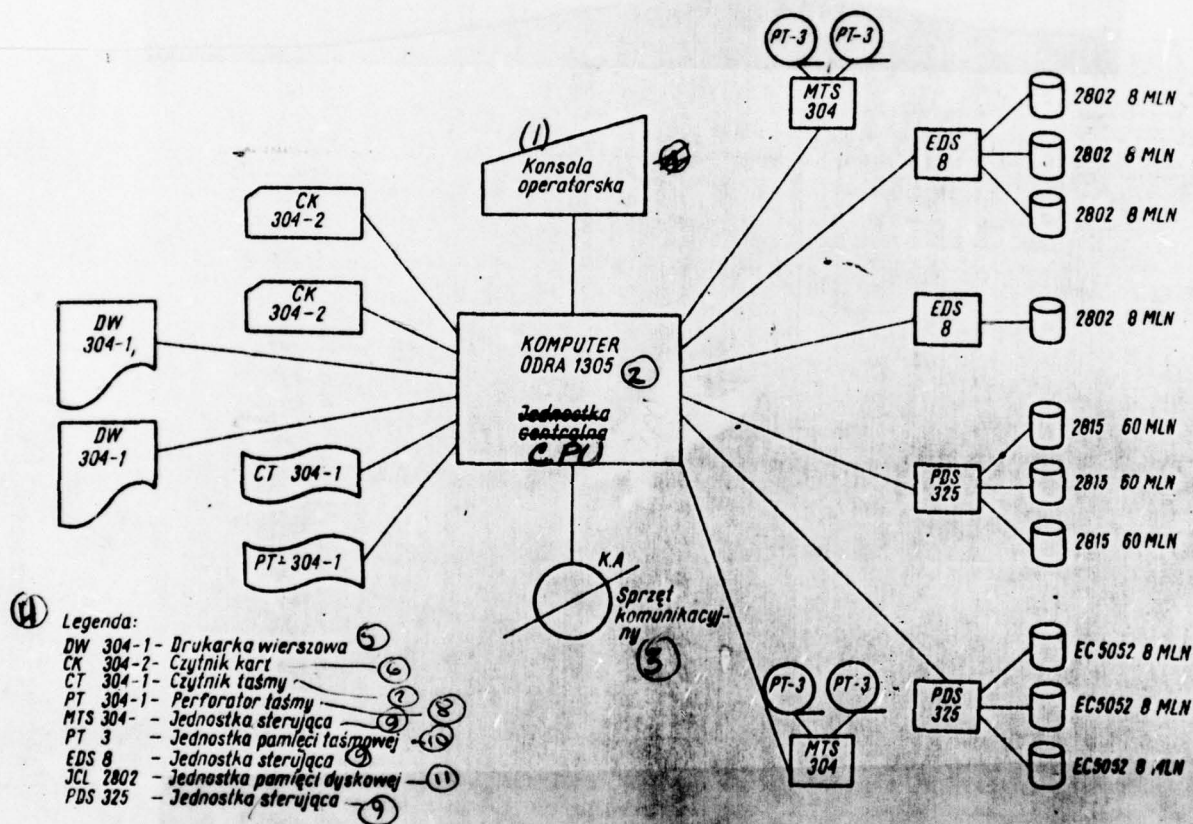 PT-3
PT-3
MTS
304
2802 8 MLN
EDS
8
2802 8 MLN
2802 8 MLN
(1)
Konsola
operatorska
CK
304-2
CK
304-2
EDS
8
2802 8 MLN
DW
304-1,
KOMPUTER
ODRA 1305
2
Jednostka
centralna
C.PU
DW
304-1
CT 304-1
PT- 304-1
2815 60 MLN
PDS
325
2815 60 MLN
2815 60 MLN
K.A
Sprzęt
komunikacyj-
ny
3
PT-3
PT-3
MTS
304
EC 5052 8 MLN
PDS
325
EC5052 8 MLN
EC5052 8 MLN
Legenda:
DW 304-1 - Drukarka wierszowa 5
CK 304-2 - Czytnik kart 6
CT 304-1 - Czytnik taśmy
PT 304-1 - Perforator taśmy 8
MTS 304- - Jednostka sterująca 9
PT 3 - Jednostka pamięci taśmowej 10
EDS 8 - Jednostka sterująca 9
JCL 2802 - Jednostka pamięci dyskowej 11
PDS 325 - Jednostka sterująca 9